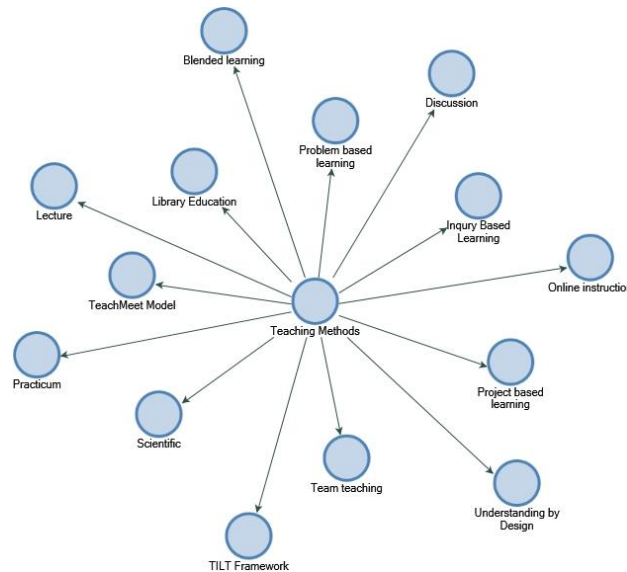 Blended learning
Discussion
Problem based
learning
Library Education
Lecture
Inqury Based
Learning
Online instruction
TeachMeet Model
Teaching Methods
Practicum
Project based
learning
Scientific
Team teaching
Understanding by
Design
TILT Framework